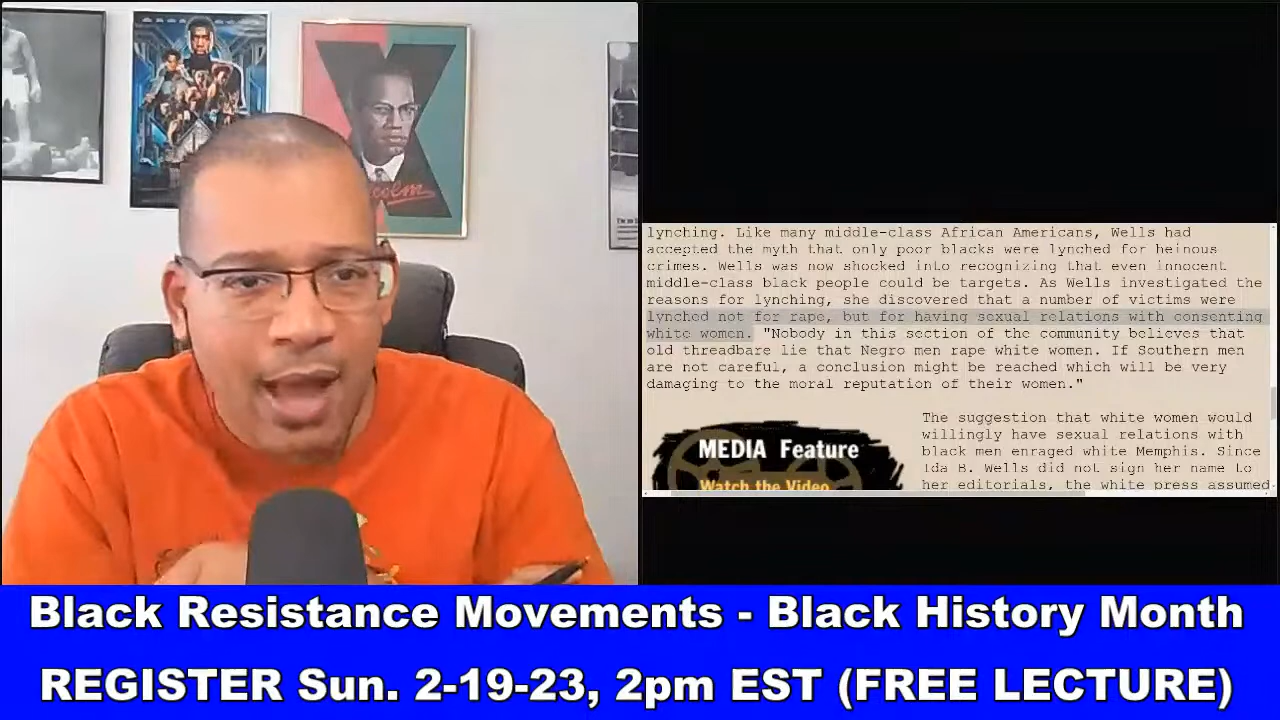 Malcolm
lynching. Like many middle-class African Americans, Wells had
accepted the myth that only poor blacks were lynched for heinous
crimes. Wells was now shocked into recognizing that even innocent
middle-class black people could be targets. As Wells investigated the
reasons for lynching, she discovered that a number of victims were
lynched not for rape, but for having sexual relations with consenting
white women. "Nobody in this section of the community believes that
old threadbare lie that Negro men rape white women. If Southern men
are not careful, a conclusion might be reached which will be very
damaging to the moral reputation of their women."
MEDIA Feature
Watch the Video
The suggestion that white women would
willingly have sexual relations with
black men enraged white Memphis. Since
Ida B. Wells did not sign her name to
her editorials, the white press assumed
Black Resistance Movements - Black History Month
REGISTER Sun. 2-19-23, 2pm EST (FREE LECTURE)